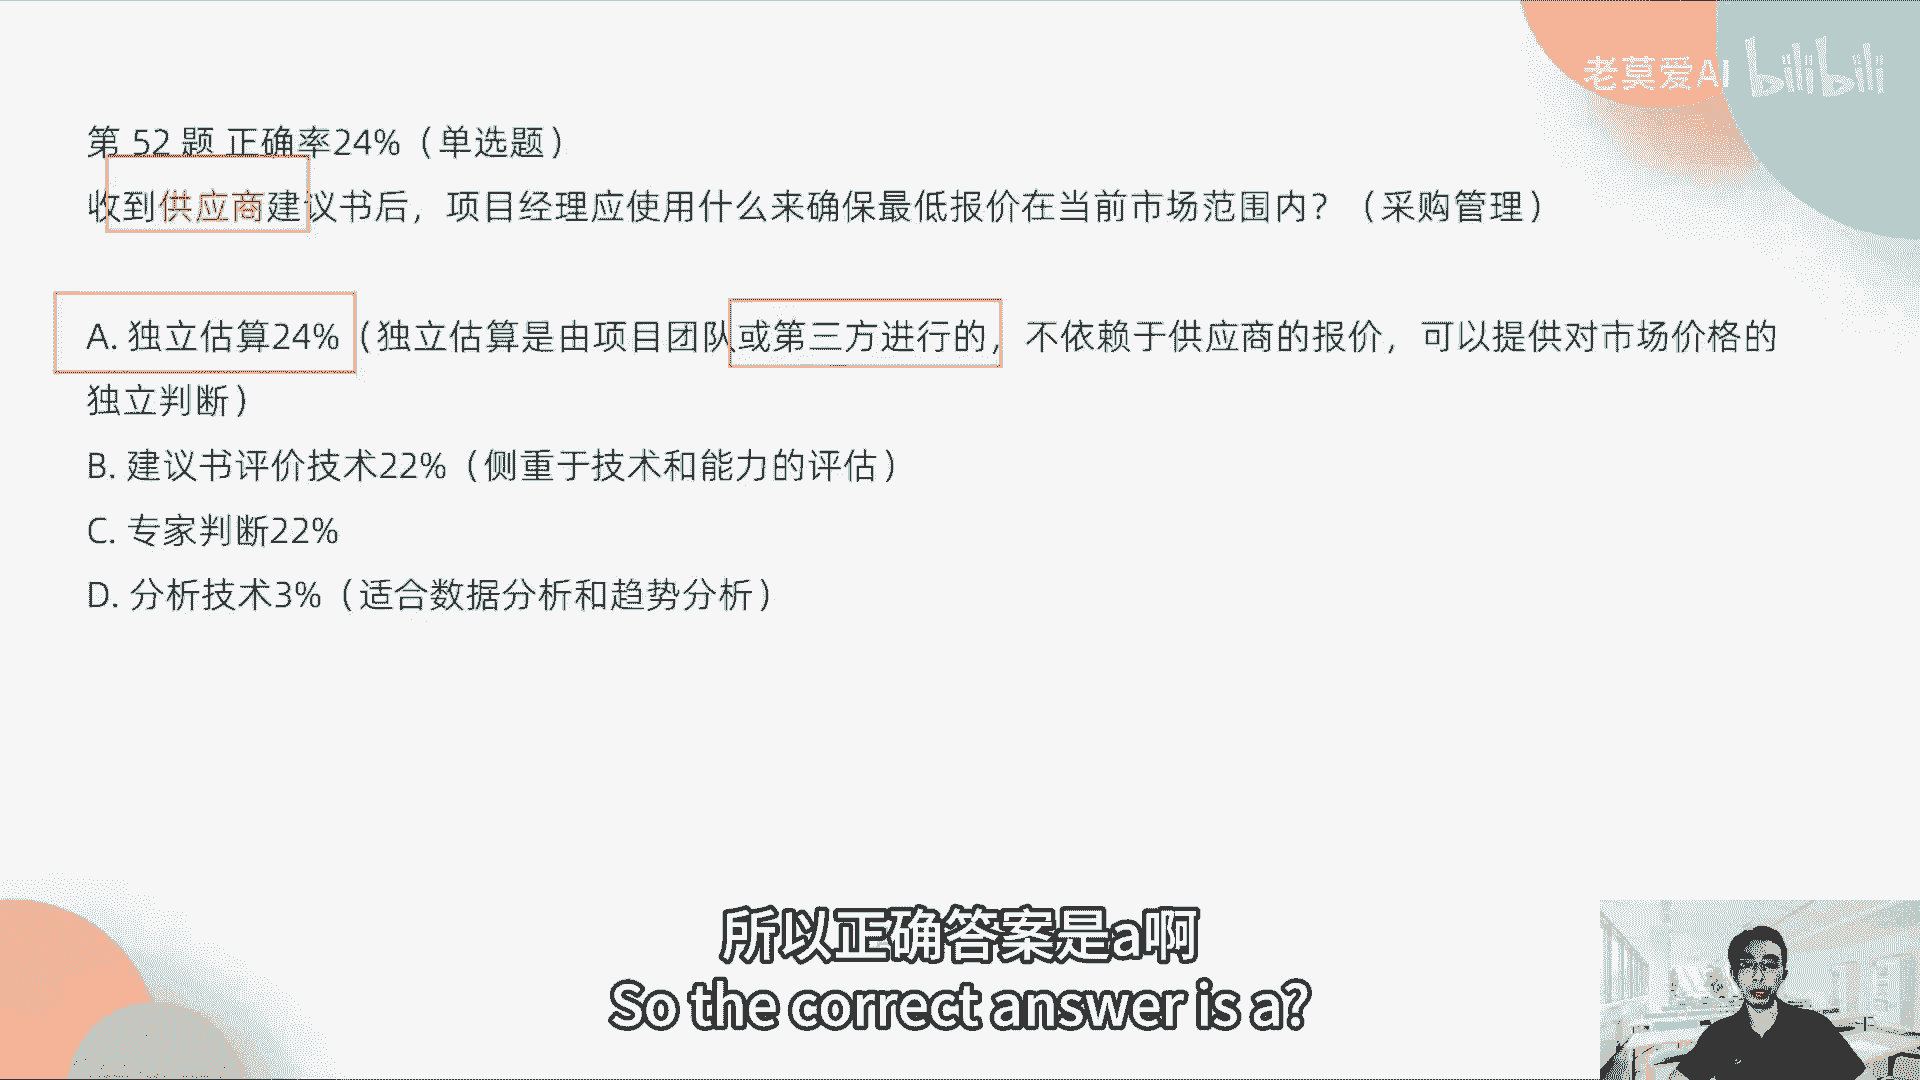 老莫爱AI bilibili
第 52 题 正确率24%（单选题）
收到供应商建议书后，项目经理应使用什么来确保最低报价在当前市场范围内？（采购管理）
A. 独立估算24%（独立估算是由项目团队或第三方进行的，不依赖于供应商的报价，可以提供对市场价格的
独立判断）
B. 建议书评价技术22%（侧重于技术和能力的评估）
C. 专家判断22%
D. 分析技术3%（适合数据分析和趋势分析）
所以正确答案是a啊
So the correct answer is a?